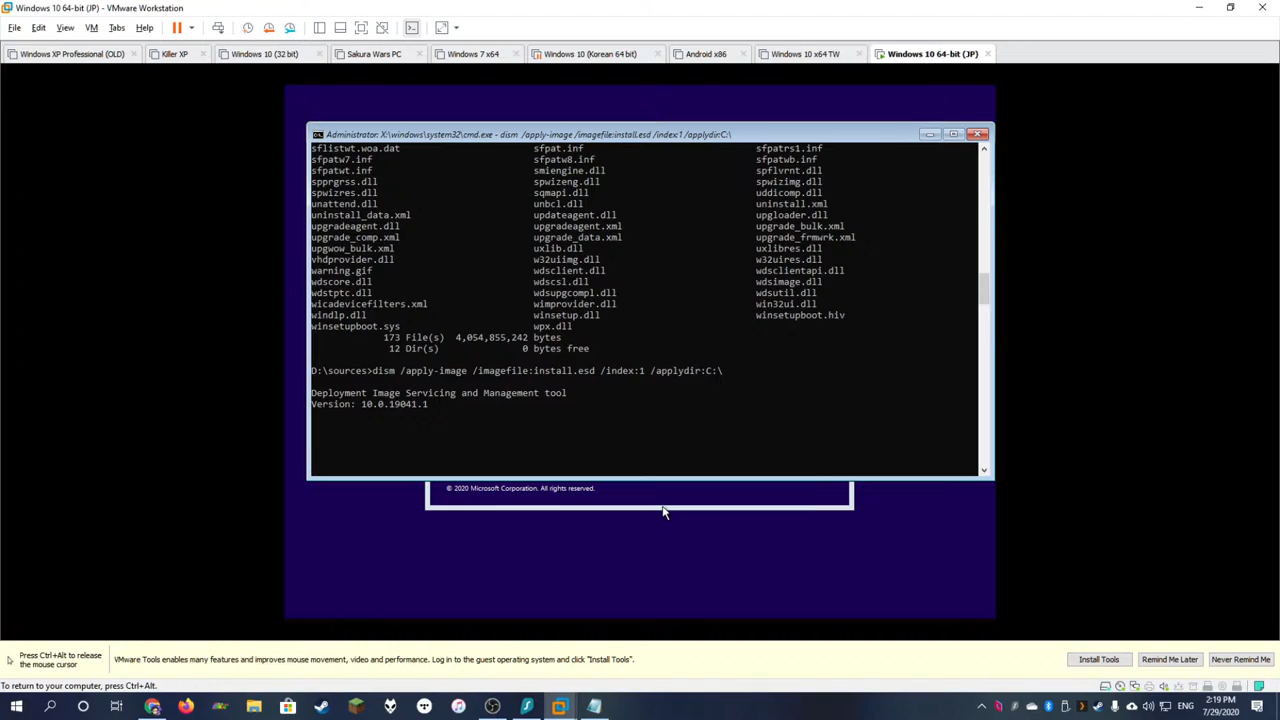 Windows 10 64-bit (JP) - VMware Workstation
File Edit View VM Tabs Help
Windows XP Professional (OLD) Killer XP Windows 10 (32 bit) Sakura Wars PC Windows 7 x64 Windows 10 (Korean 64 bit) Android x86 Windows 10 x64 TW Windows 10 64-bit (JP)
Administrator: X:\windows\system32\cmd.exe - dism /apply-image /imagefile:install.esd /index:1 /applydir:C:\
sflistwt.woa.dat sfpat.inf sfpatrs1.inf
sfpatw7.inf sfpatw8.inf sfpatwb.inf
sfpatwt.inf smiengine.dll spflvrnt.dll
spprgrss.dll spwizeng.dll spwizimg.dll
spwizres.dll sqmapi.dll uddicomp.dll
unattend.dll unbcl.dll uninstall.xml
uninstall_data.xml updateagent.dll upgloader.dll
upgradeagent.dll upgradeagent.xml upgrade_bulk.xml
upgrade_comp.xml upgrade_data.xml upgrade_frmwrk.xml
upgwow_bulk.xml uxlib.dll uxlibres.dll
vhdprovider.dll w32uiimg.dll w32uires.dll
warning.gif wdsclient.dll wdsclientapi.dll
wdscore.dll wdscsl.dll wdsimage.dll
wdstptc.dll wdsupgcompl.dll wdsutil.dll
wicadevicefilters.xml wimprovider.dll win32ui.dll
windlp.dll winsetup.dll winsetupboot.hiv
winsetupboot.sys wpx.dll
173 File(s) 4,054,855,242 bytes
12 Dir(s) 0 bytes free
D:\sources>dism /apply-image /imagefile:install.esd /index:1 /applydir:C:\
Deployment Image Servicing and Management tool
Version: 10.0.19041.1
© 2020 Microsoft Corporation. All rights reserved.
Press Ctrl+Alt to release
the mouse cursor
VMware Tools enables many features and improves mouse movement, video and performance. Log in to the guest operating system and click "Install Tools".
Install Tools Remind Me Later Never Remind Me
To return to your computer, press Ctrl+Alt.
ENG
2:19 PM
7/29/2020